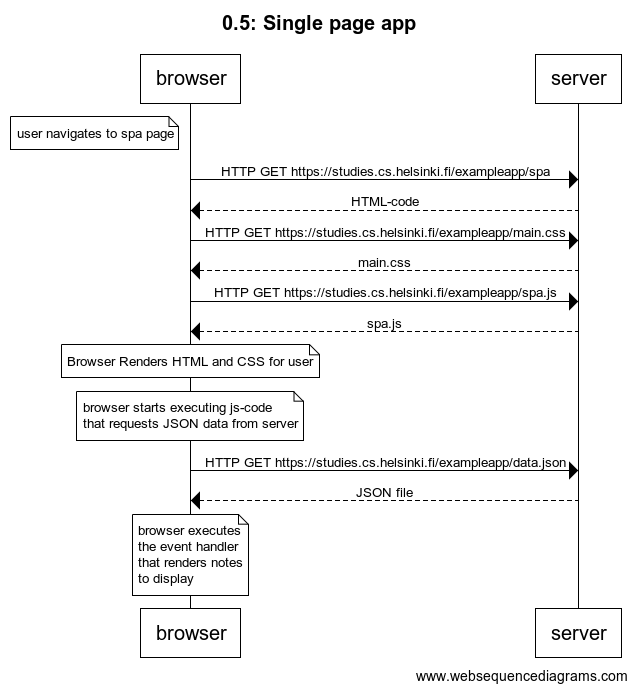 0.5: Single page app
browser
server
user navigates to spa page
HTTP GET https://studies.cs.helsinki.fi/exampleapp/spa
HTML-code
HTTP GET https://studies.cs.helsinki.fi/exampleapp/main.css
main.css
HTTP GET https://studies.cs.helsinki.fi/exampleapp/spa.js
spa.js
Browser Renders HTML and CSS for user
browser starts executing js-code
that requests JSON data from server
HTTP GET https://studies.cs.helsinki.fi/exampleapp/data.json
JSON file
browser executes
the event handler
that renders notes
to display
browser
server
www.websequencediagrams.com